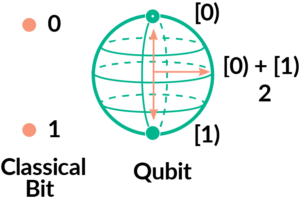 0
1
Classical
Bit
[0)
[0) + [1)
2
[1)
Qubit